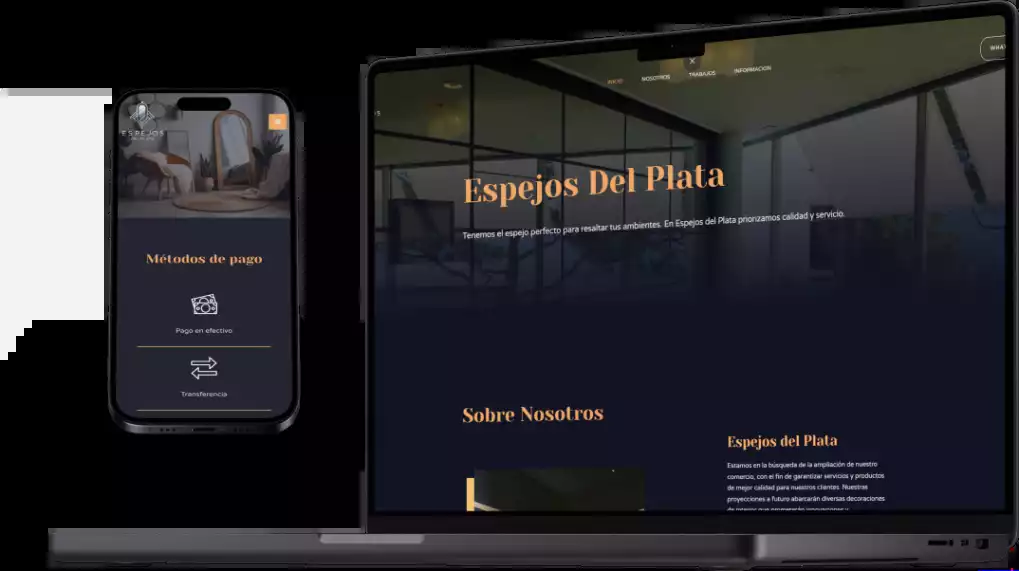 ESPEJOS
Métodos de pago
Pago en efectivo
Transferencia
INICIO
NOSOTROS
TRABAJOS
INFORMACION
Espejos Del Plata
Tenemos el espejo perfecto para resaltar tus ambientes. En Espejos del Plata priorizamos calidad y servicio.
Sobre Nosotros
Espejos del Plata
Estamos en la búsqueda de la ampliación de nuestro
comercio, con el fin de garantizar servicios y productos
de mejor calidad para nuestros clientes. Nuestras
proyecciones a futuro abarcarán diversas decoraciones